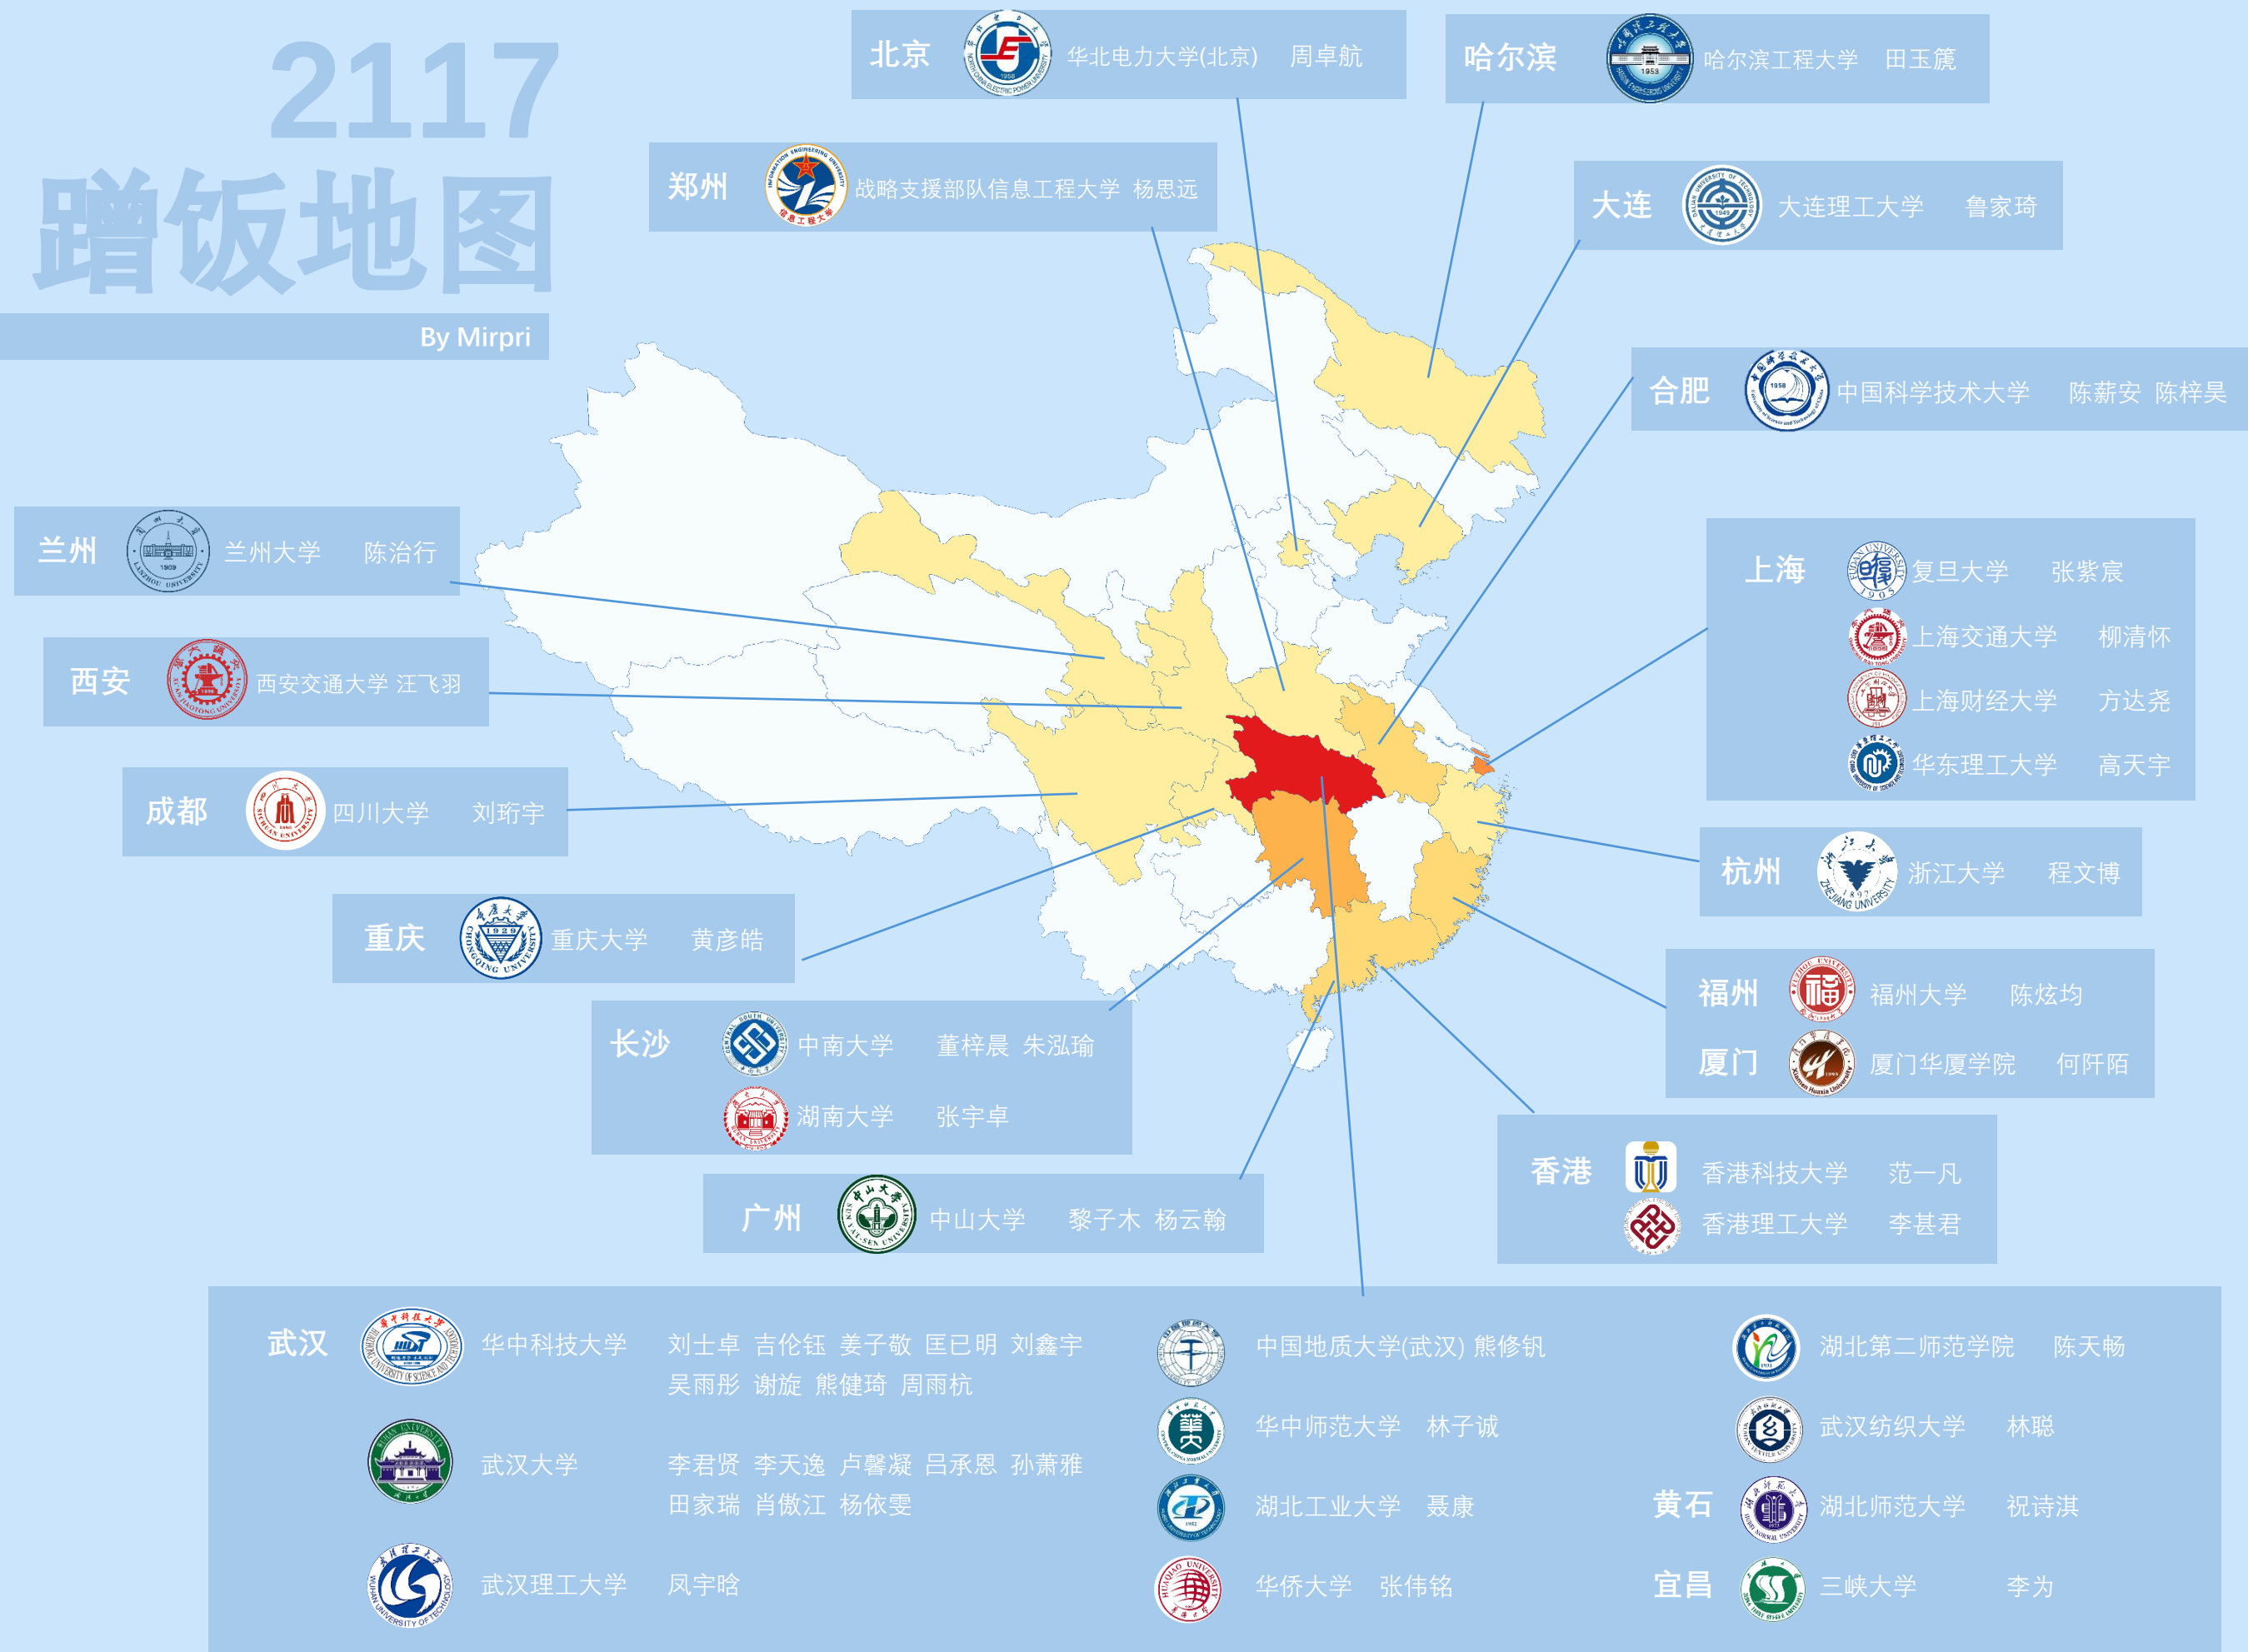 2117
蹭饭地图
By Mirpri
北京 华北电力大学(北京) 周卓航
哈尔滨 哈尔滨工程大学 田玉篪
郑州 战略支援部队信息工程大学 杨思远
大连 大连理工大学 鲁家琦
合肥 中国科学技术大学 陈薪安 陈梓昊
兰州 兰州大学 陈治行
西安 西安交通大学 汪飞羽
成都 四川大学 刘珩宇
重庆 重庆大学 黄彦皓
长沙 中南大学 董梓晨 朱泓瑜
湖南大学 张宇卓
广州 中山大学 黎子木 杨云翰
上海 复旦大学 张紫宸
上海交通大学 柳清怀
上海财经大学 方达尧
华东理工大学 高天宇
杭州 浙江大学 程文博
福州 福州大学 陈炫均
厦门 厦门华厦学院 何阡陌
香港 香港科技大学 范一凡
香港理工大学 李甚君
武汉 华中科技大学 刘士卓 吉伦钰 姜子敬 匡已明 刘鑫宇
吴雨彤 谢旋 熊健琦 周雨杭
武汉大学 李君贤 李天逸 卢馨凝 吕承恩 孙萧雅
田家瑞 肖傲江 杨依雯
武汉理工大学 凤宇晗
中国地质大学(武汉) 熊修钒
华中师范大学 林子诚
湖北工业大学 聂康
华侨大学 张伟铭
湖北第二师范学院 陈天畅
武汉纺织大学 林聪
黄石 湖北师范大学 祝诗淇
宜昌 三峡大学 李为